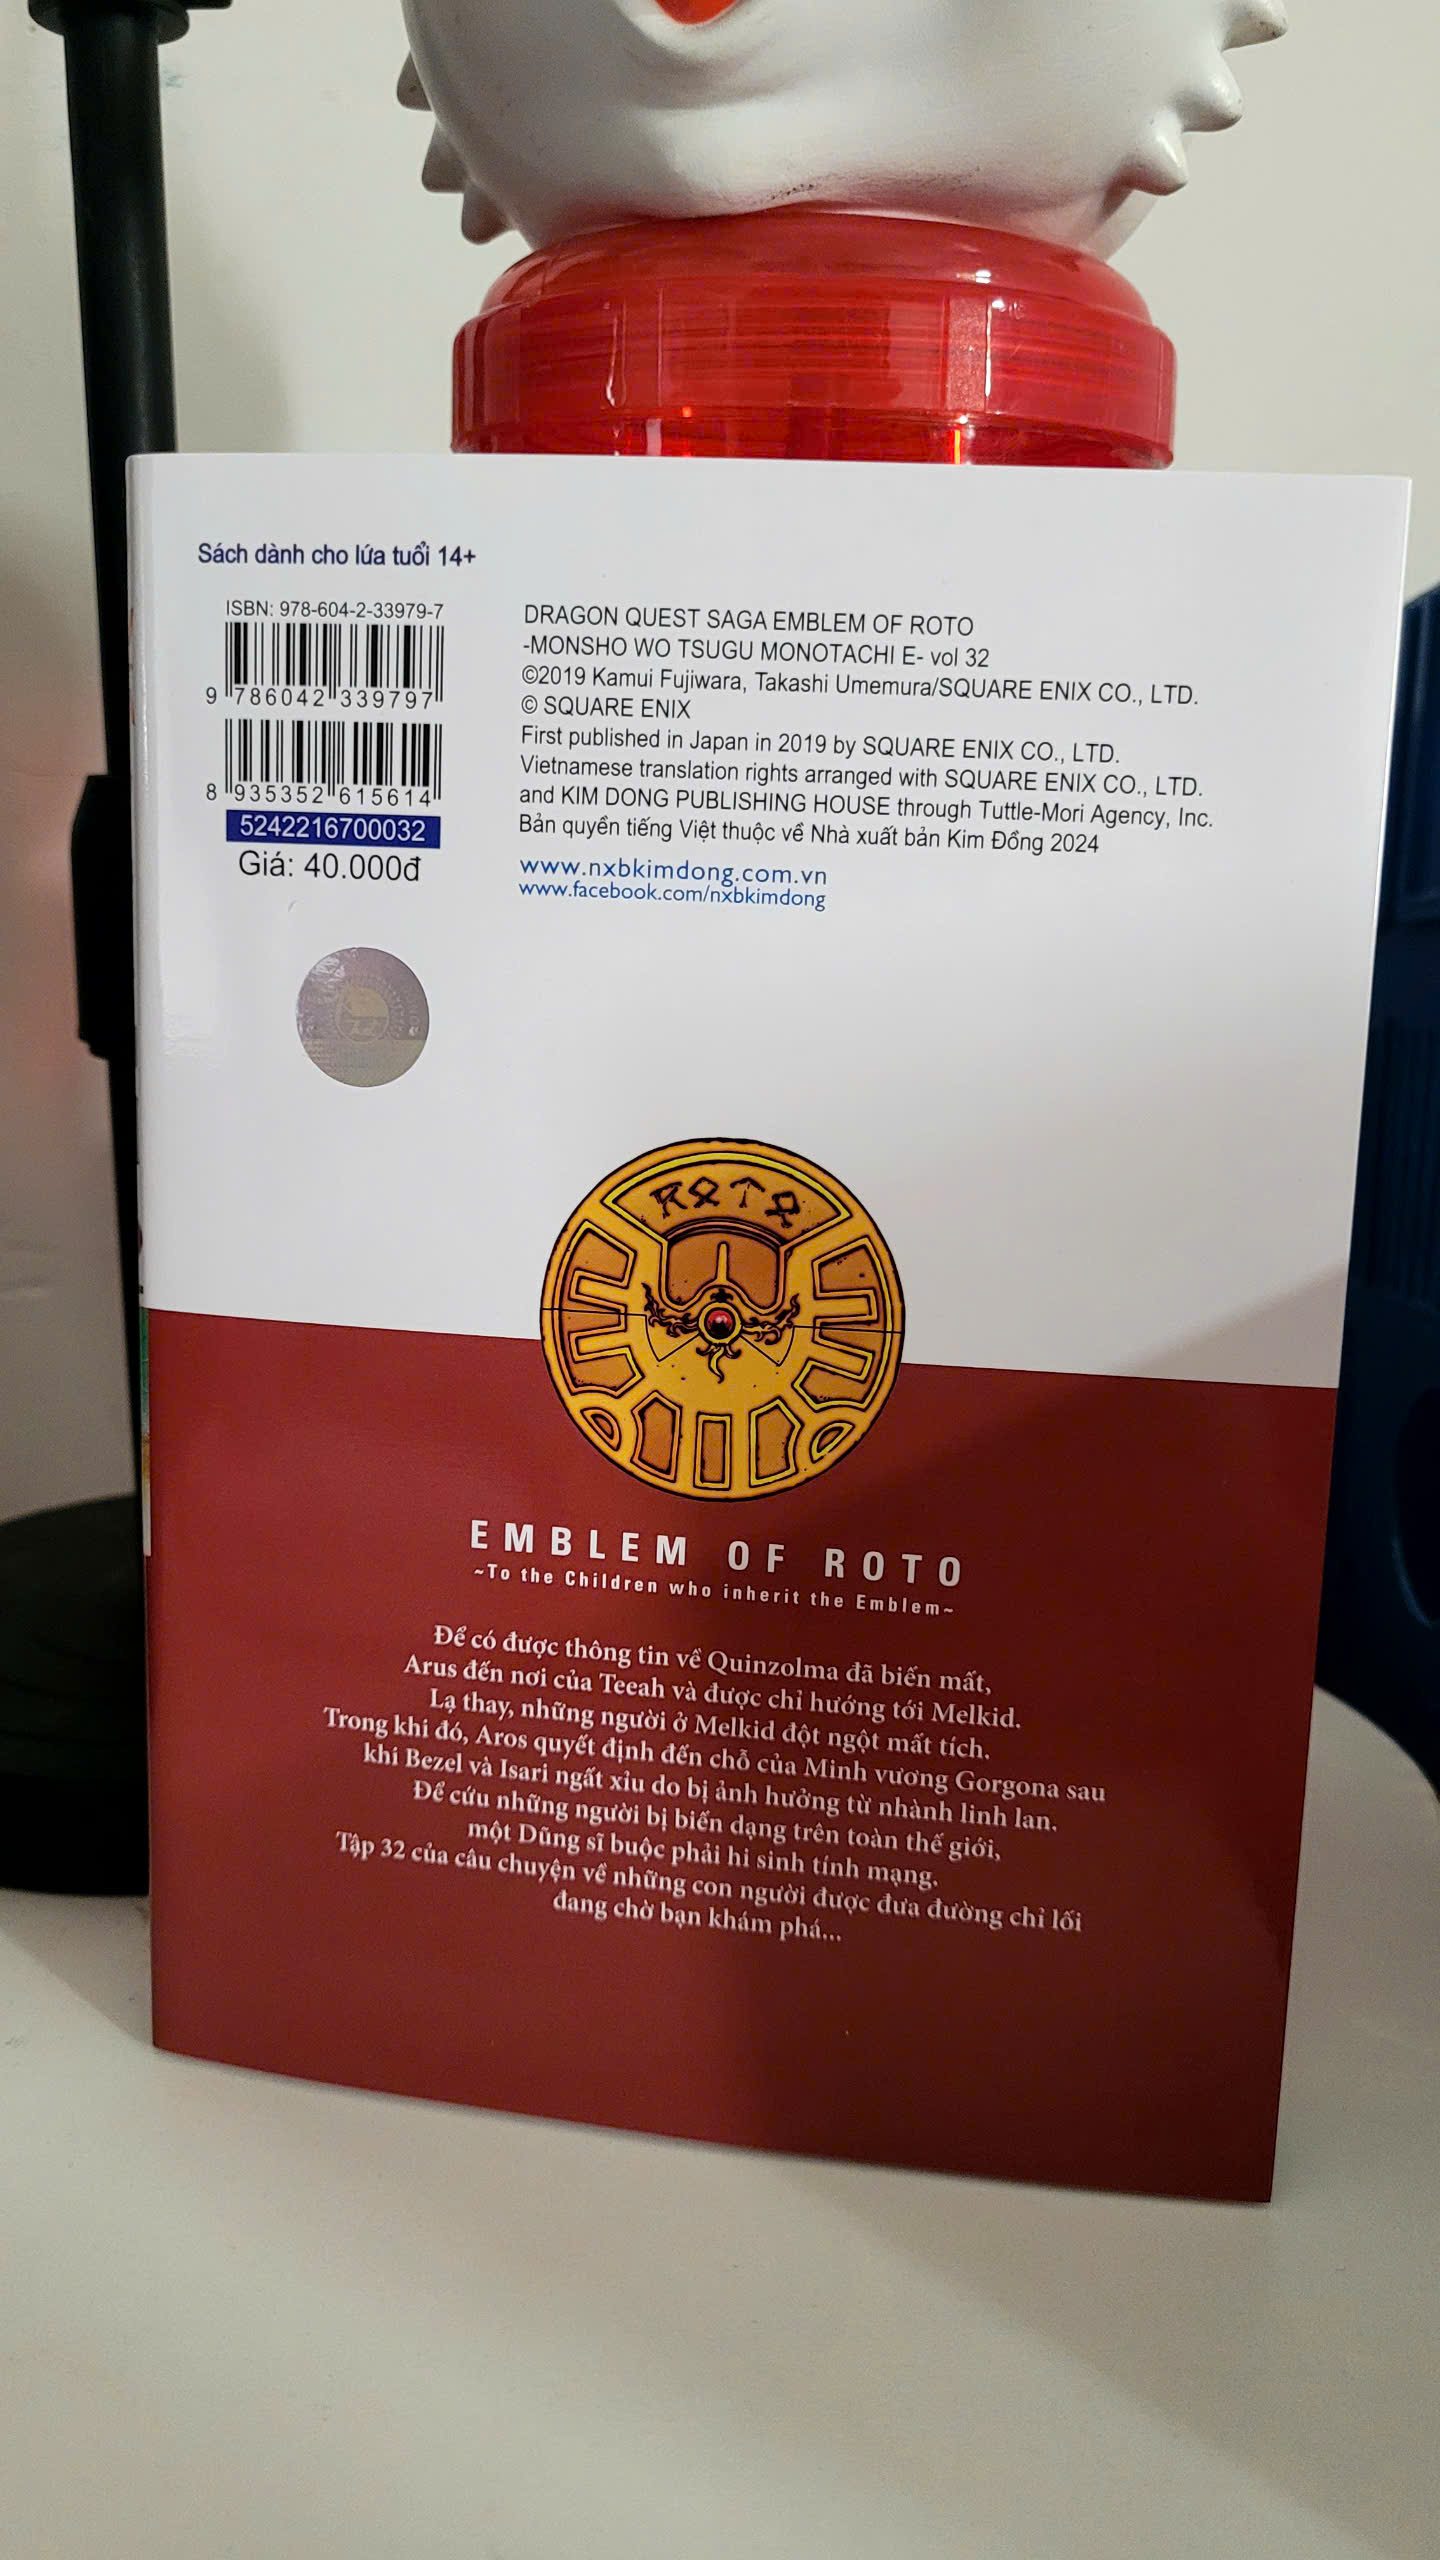 Sách dành cho lứa tuổi 14+
ISBN: 978-604-2-33979-7
9 786042 339797
8 935352 615614
5242216700032
Giá: 40.000đ
DRAGON QUEST SAGA EMBLEM OF ROTO
-MONSHO WO TSUGU MONOTACHI E- vol 32
©2019 Kamui Fujiwara, Takashi Umemura/SQUARE ENIX CO., LTD.
© SQUARE ENIX
First published in Japan in 2019 by SQUARE ENIX CO., LTD.
Vietnamese translation rights arranged with SQUARE ENIX CO., LTD.
and KIM DONG PUBLISHING HOUSE through Tuttle-Mori Agency, Inc.
Bản quyền tiếng Việt thuộc về Nhà xuất bản Kim Đồng 2024
www.nxbkimdong.com.vn
www.facebook.com/nxbkimdong
ROTO
EMBLEM OF ROTO
~To the Children who inherit the Emblem~
Để có được thông tin về Quinzolma đã biến mất,
Arus đến nơi của Teeah và được chỉ hướng tới Melkid.
Lạ thay, những người ở Melkid đột ngột mất tích.
Trong khi đó, Aros quyết định đến chỗ của Minh vương Gorgona sau
khi Bezel và Isari ngất xỉu do bị ảnh hưởng từ nhành linh lan.
Để cứu những người bị biến dạng trên toàn thế giới,
một Dũng sĩ buộc phải hi sinh tính mạng.
Tập 32 của câu chuyện về những con người được đưa đường chỉ lối
đang chờ bạn khám phá...